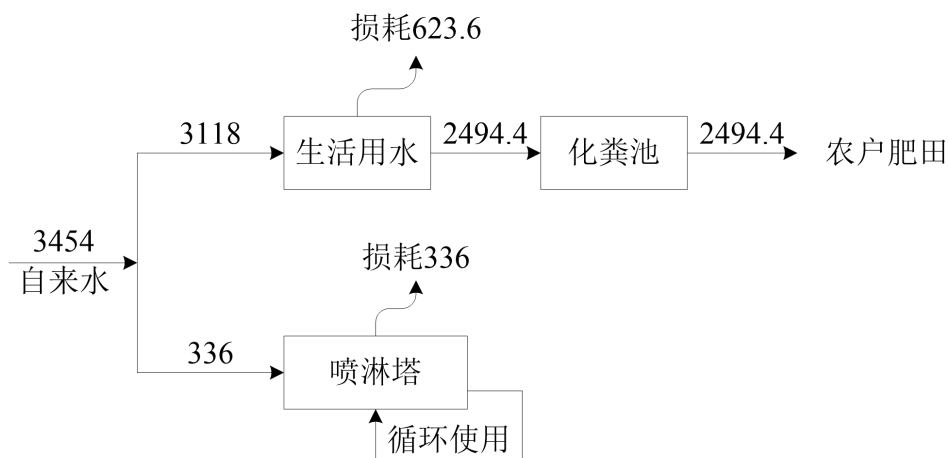 损耗623.6
3118
生活用水
2494.4
化粪池
2494.4
农户肥田
3454
自来水
损耗336
336
喷淋塔
循环使用